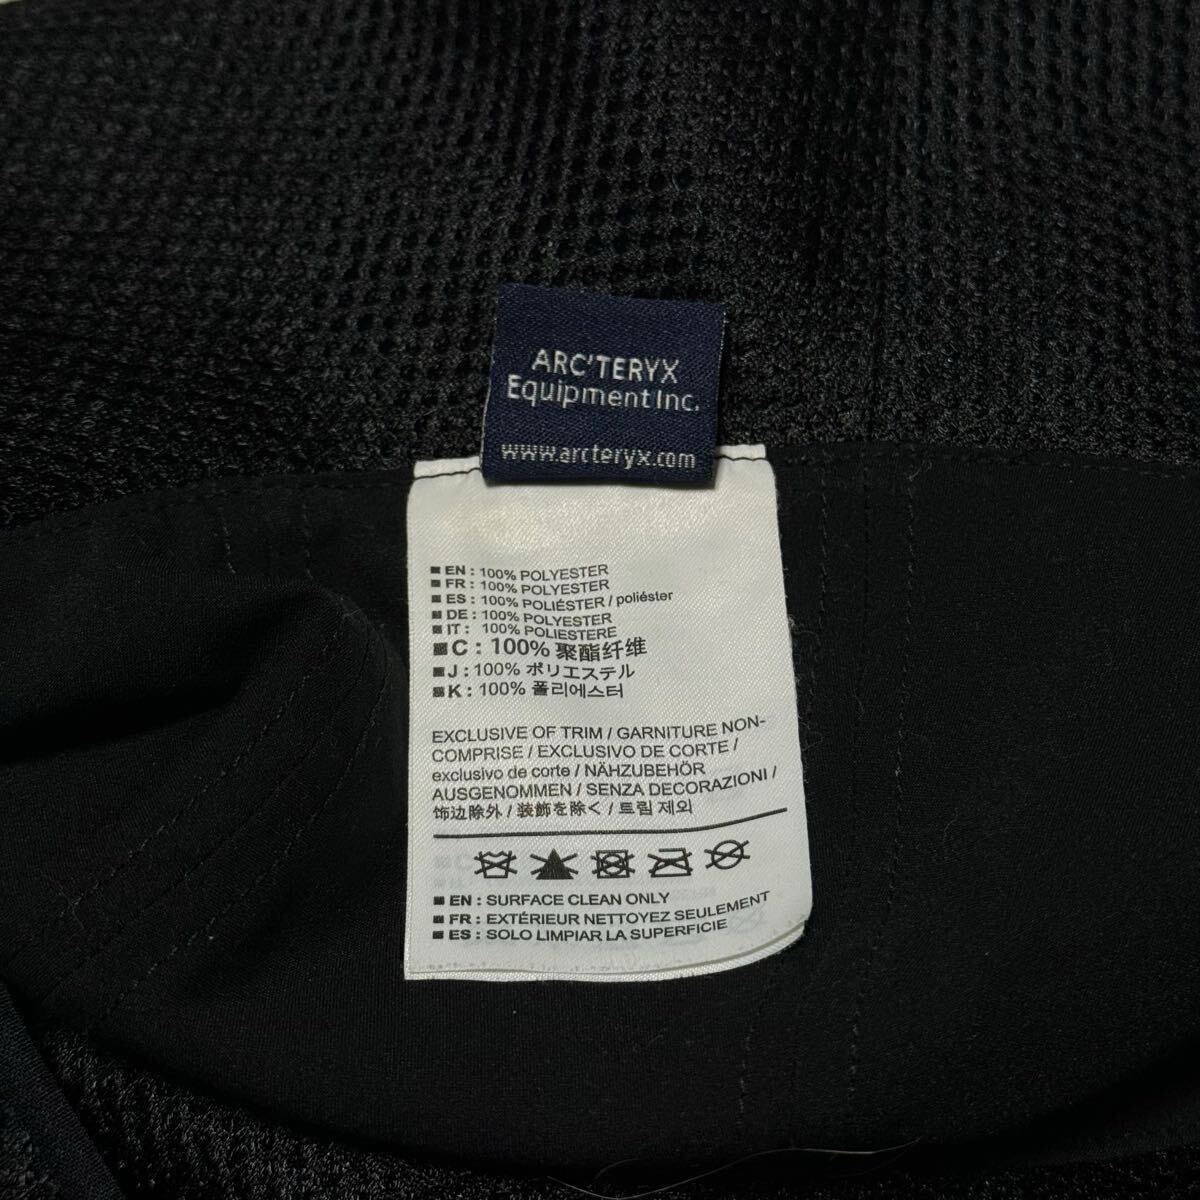 ARC'TERYX
Equipment Inc.
www.arcteryx.com
EN : 100% POLYESTER
FR : 100% POLYESTER
ES : 100% POLIÉSTER / poliéster
DE : 100% POLYESTER
IT : 100% POLIESTERE
C : 100% 聚酯纤维
J : 100% ポリエステル
K : 100% 폴리에스터
EXCLUSIVE OF TRIM / GARNITURE NON-
COMPRISE / EXCLUSIVO DE CORTE /
exclusivo de corte / NÄHZUBEHÖR
AUSGENOMMEN / SENZA DECORAZIONI /
饰边除外 / 装飾を除く / 트림 제외
EN : SURFACE CLEAN ONLY
FR : EXTÉRIEUR NETTOYEZ SEULEMENT
ES : SOLO LIMPIAR LA SUPERFICIE